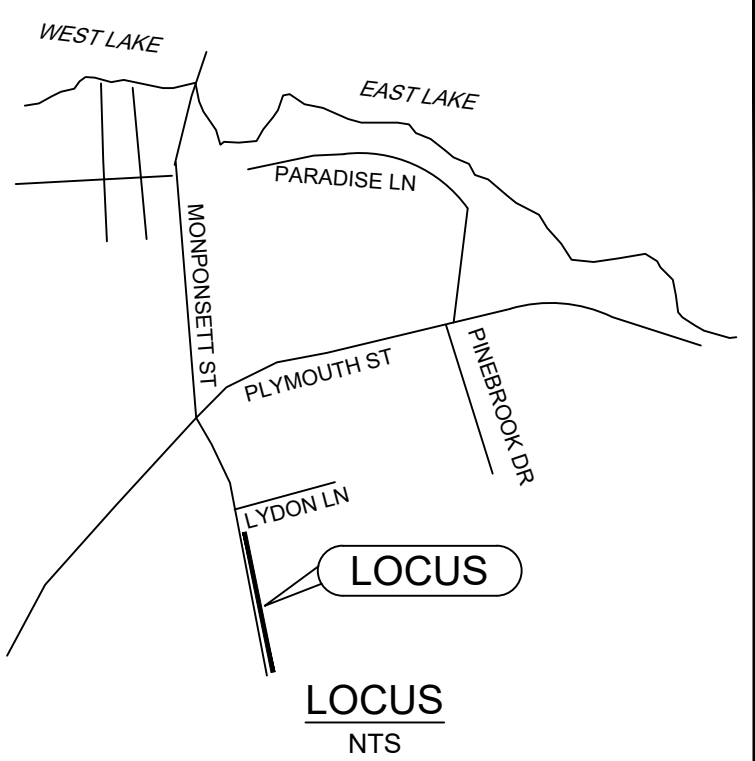 WEST LAKE
EAST LAKE
PARADISE LN
MONPONSETT ST
PLYMOUTH ST
PINEBROOK DR
LYDON LN
LOCUS
LOCUS
NTS